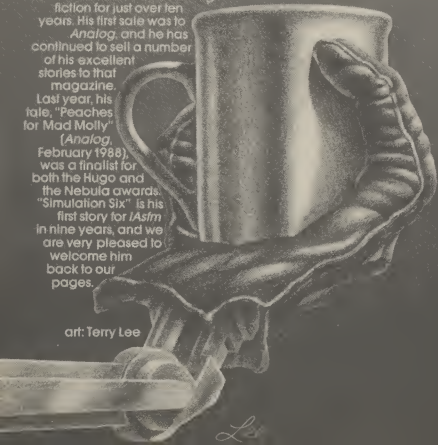 fiction for just over ten
years. His first sale was to
Analog, and he has
continued to sell a number
of his excellent
stories to that
magazine.
Last year, his
tale, "Peaches
for Mad Molly"
(Analog,
February 1988),
was a finalist for
both the Hugo and
the Nebula awards.
"Simulation Six" is his
first story for IAsfm
in nine years, and we
are very pleased to
welcome him
back to our
pages.
art: Terry Lee